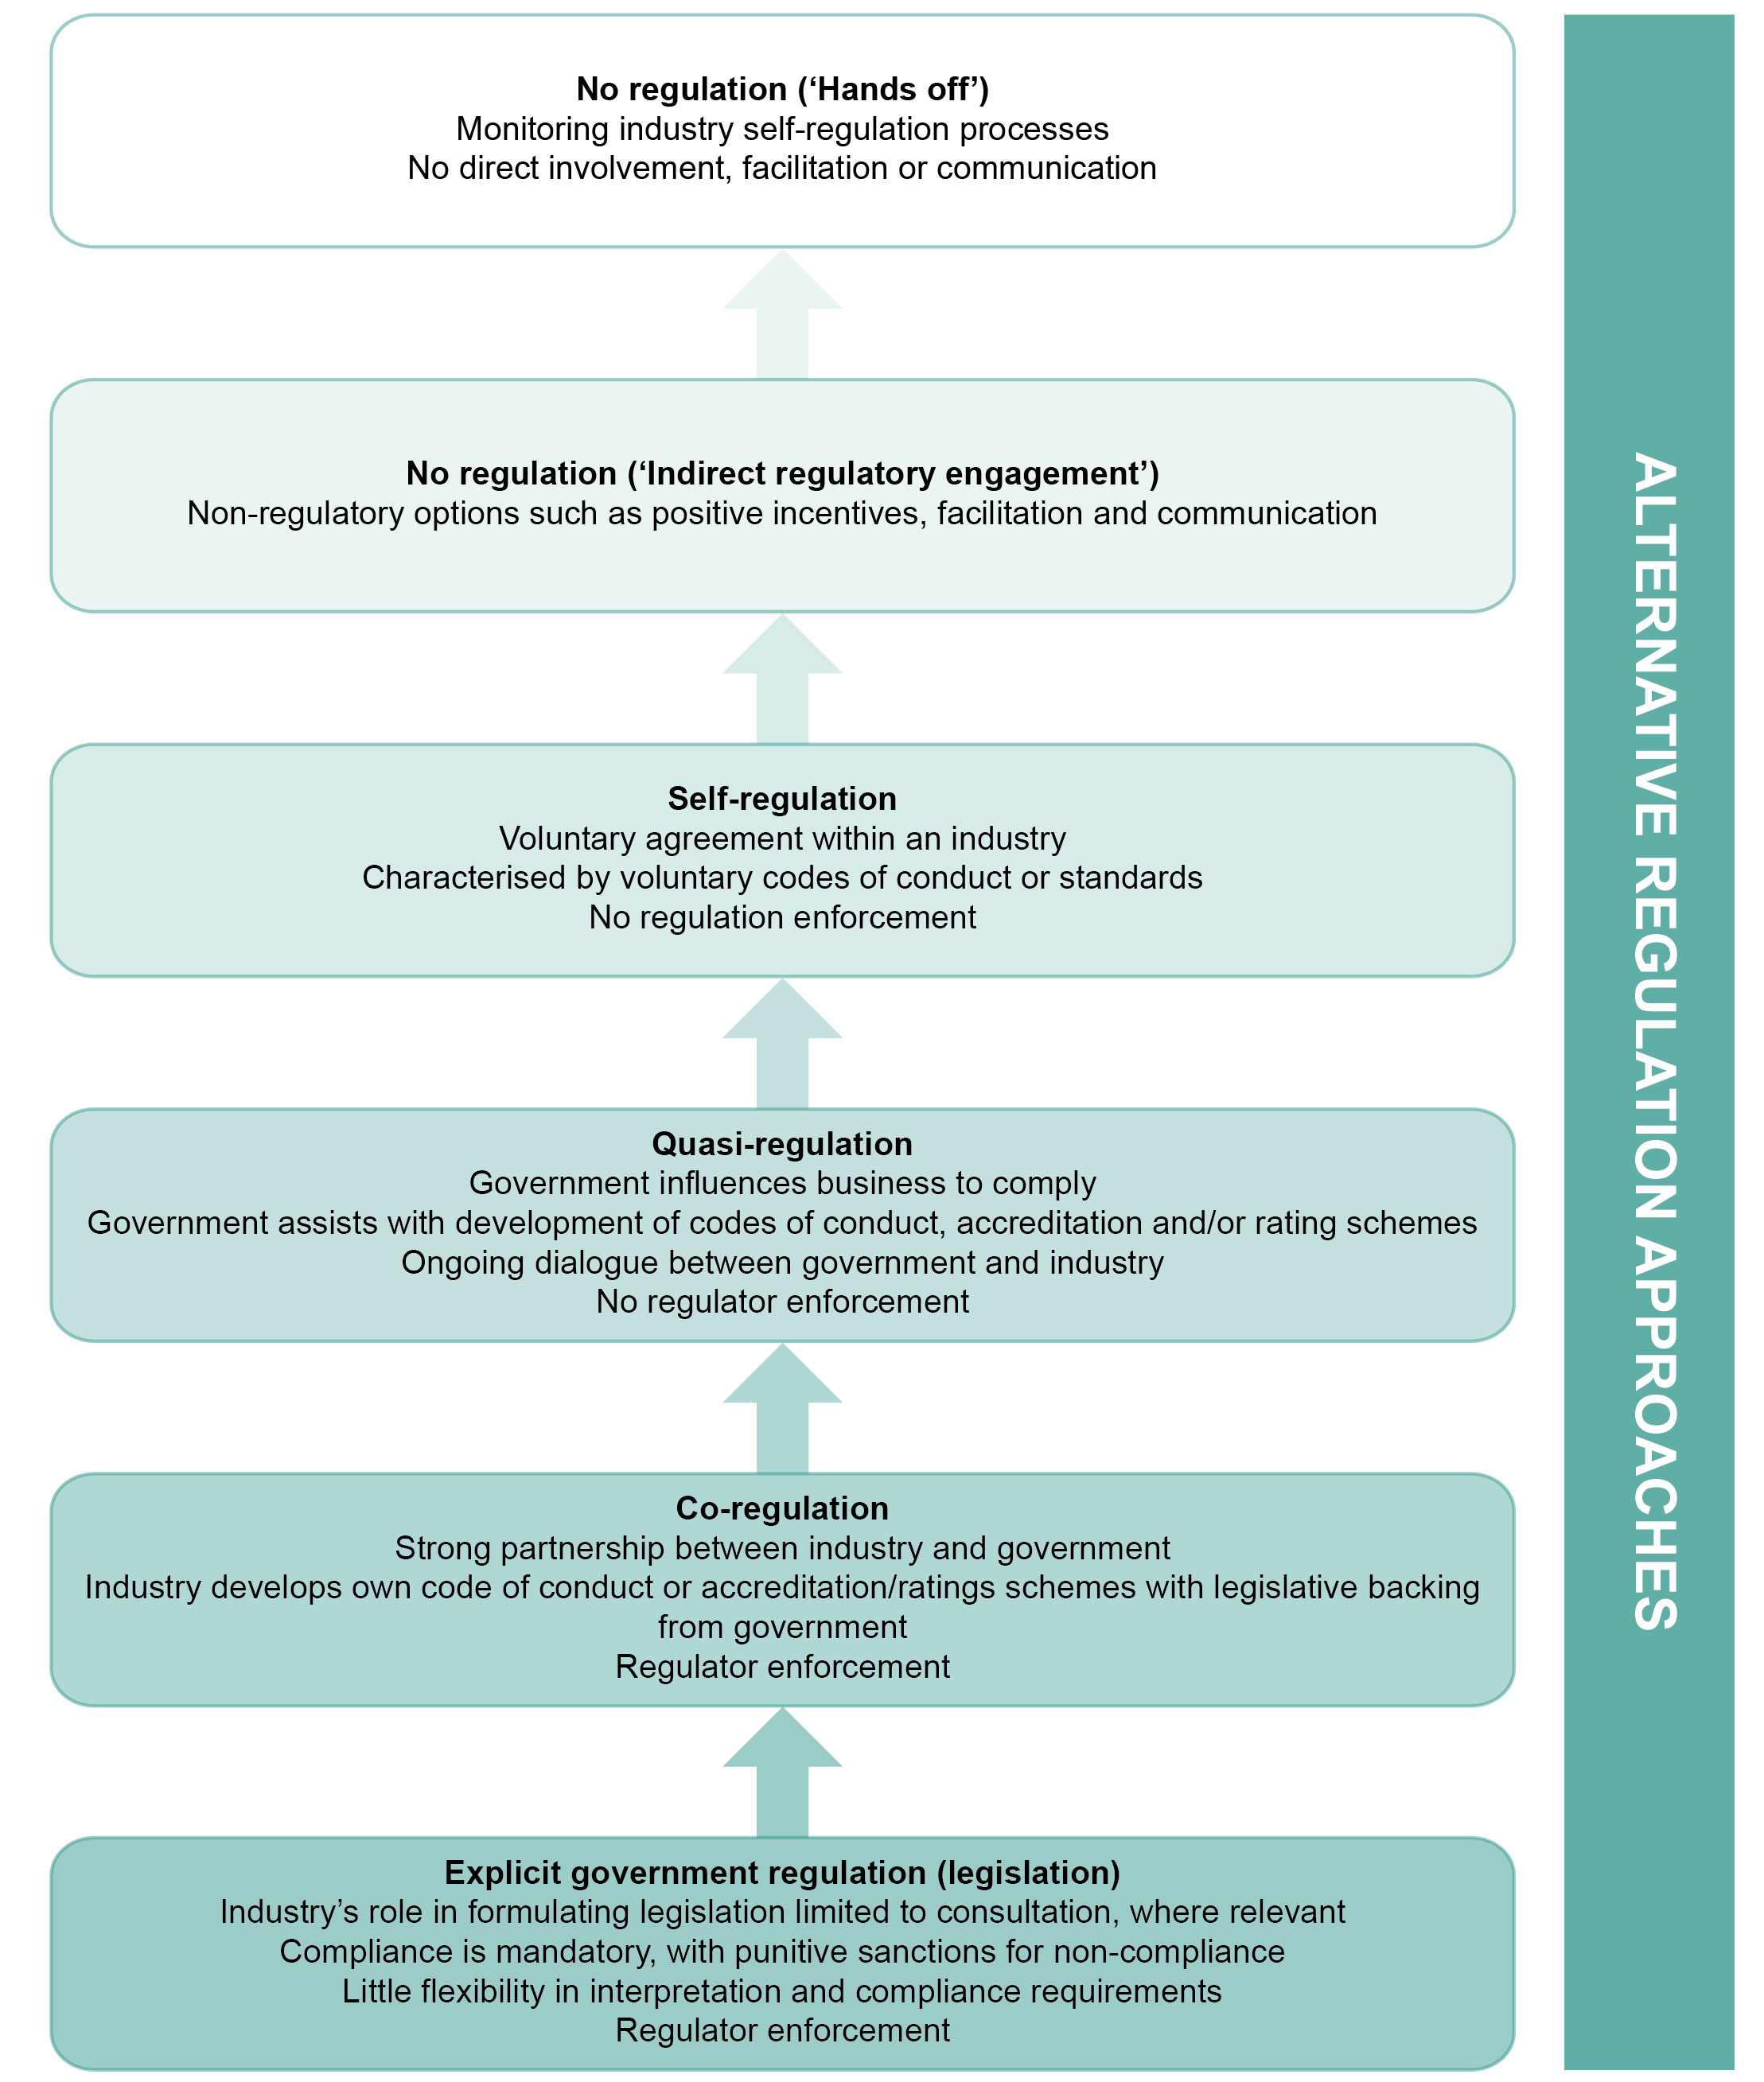 No regulation (‘Hands off’)
Monitoring industry self-regulation processes
No direct involvement, facilitation or communication
No regulation (‘Indirect regulatory engagement’)
Non-regulatory options such as positive incentives, facilitation and communication
Self-regulation
Voluntary agreement within an industry
Characterised by voluntary codes of conduct or standards
No regulation enforcement
Quasi-regulation
Government influences business to comply
Government assists with development of codes of conduct, accreditation and/or rating schemes
Ongoing dialogue between government and industry
No regulator enforcement
Co-regulation
Strong partnership between industry and government
Industry develops own code of conduct or accreditation/ratings schemes with legislative backing
from government
Regulator enforcement
Explicit government regulation (legislation)
Industry’s role in formulating legislation limited to consultation, where relevant
Compliance is mandatory, with punitive sanctions for non-compliance
Little flexibility in interpretation and compliance requirements
Regulator enforcement
ALTERNATIVE REGULATION APPROACHES